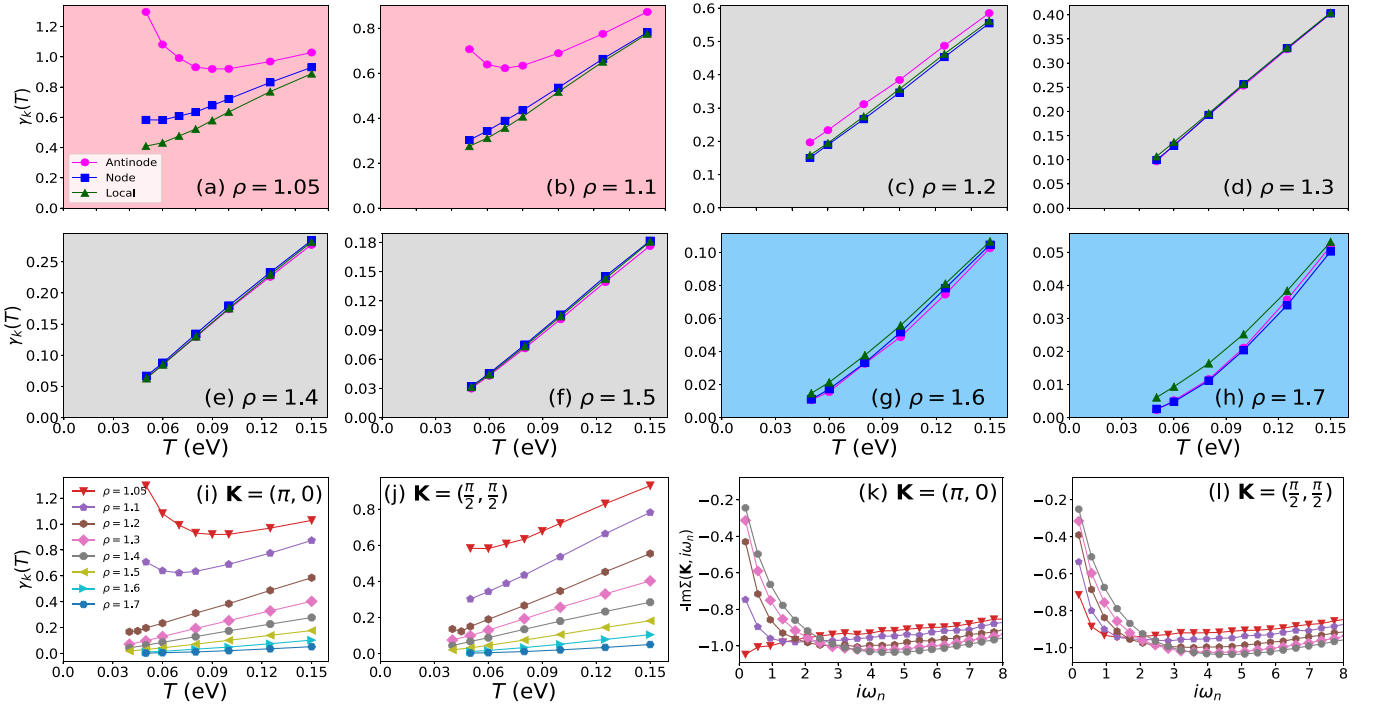 γk(T)
1.2
1.0
0.8
0.6
0.4
0.2
0.0
Antinode
Node
Local
(a) ρ = 1.05
0.8
0.6
0.4
0.2
0.0
(b) ρ = 1.1
0.6
0.5
0.4
0.3
0.2
0.1
0.0
(c) ρ = 1.2
0.40
0.35
0.30
0.25
0.20
0.15
0.10
0.05
0.00
(d) ρ = 1.3
γk(T)
0.25
0.20
0.15
0.10
0.05
0.00
(e) ρ = 1.4
0.0 0.03 0.06 0.09 0.12 0.15
T (eV)
0.18
0.15
0.12
0.09
0.06
0.03
0.00
(f) ρ = 1.5
0.0 0.03 0.06 0.09 0.12 0.15
T (eV)
0.10
0.08
0.06
0.04
0.02
0.00
(g) ρ = 1.6
0.0 0.03 0.06 0.09 0.12 0.15
T (eV)
0.05
0.04
0.03
0.02
0.01
0.00
(h) ρ = 1.7
0.0 0.03 0.06 0.09 0.12 0.15
T (eV)
γk(T)
1.2
1.0
0.8
0.6
0.4
0.2
0.0
(i) K = (π, 0)
ρ = 1.05
ρ = 1.1
ρ = 1.2
ρ = 1.3
ρ = 1.4
ρ = 1.5
ρ = 1.6
ρ = 1.7
0.0 0.03 0.06 0.09 0.12 0.15
T (eV)
(j) K = (π/2, π/2)
0.8
0.6
0.4
0.2
0.0
0.0 0.03 0.06 0.09 0.12 0.15
T (eV)
-ImΣ(K, iωn)
−0.2
−0.4
−0.6
−0.8
−1.0
(k) K = (π, 0)
0 1 2 3 4 5 6 7 8
iωn
−0.2
−0.4
−0.6
−0.8
−1.0
(l) K = (π/2, π/2)
0 1 2 3 4 5 6 7 8
iωn